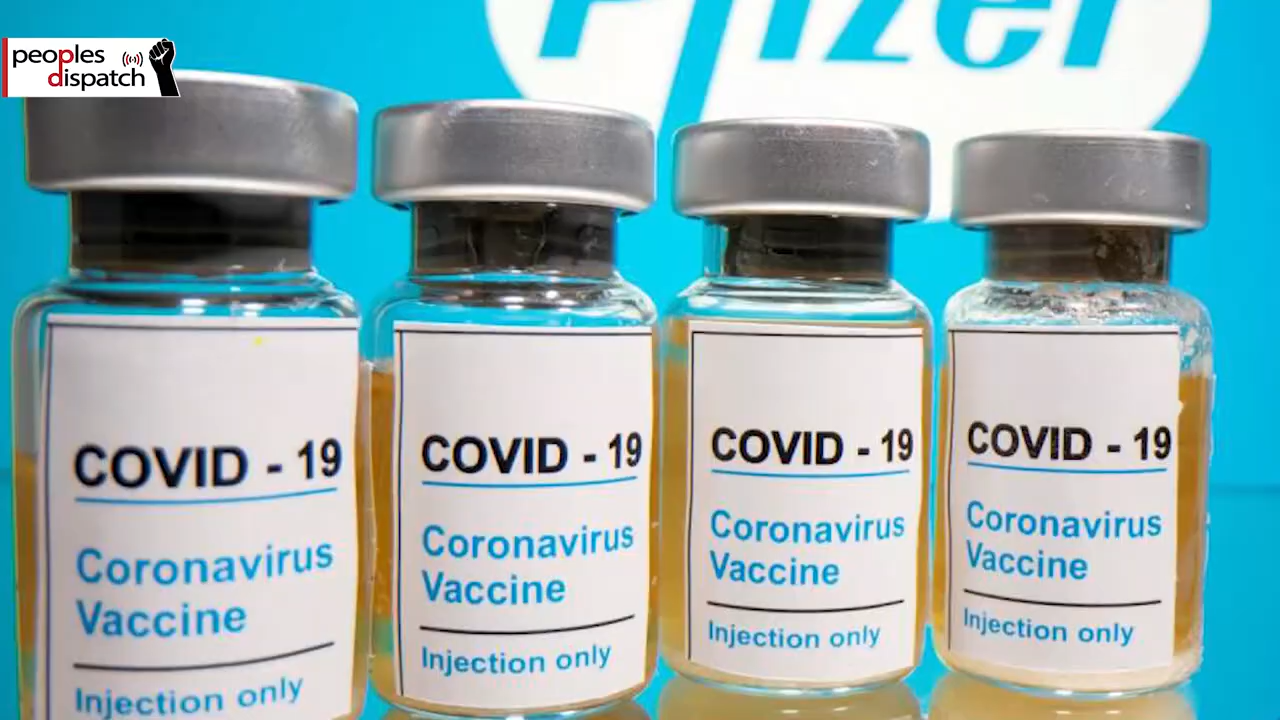 peoples
dispatch
Pfizer
COVID - 19
Coronavirus
Vaccine
Injection only
COVID - 19
Coronavirus
Vaccine
Injection only
COVID - 19
Coronavirus
Vaccine
Injection only
COVID - 19
Coronavirus
Vaccine
Injection only